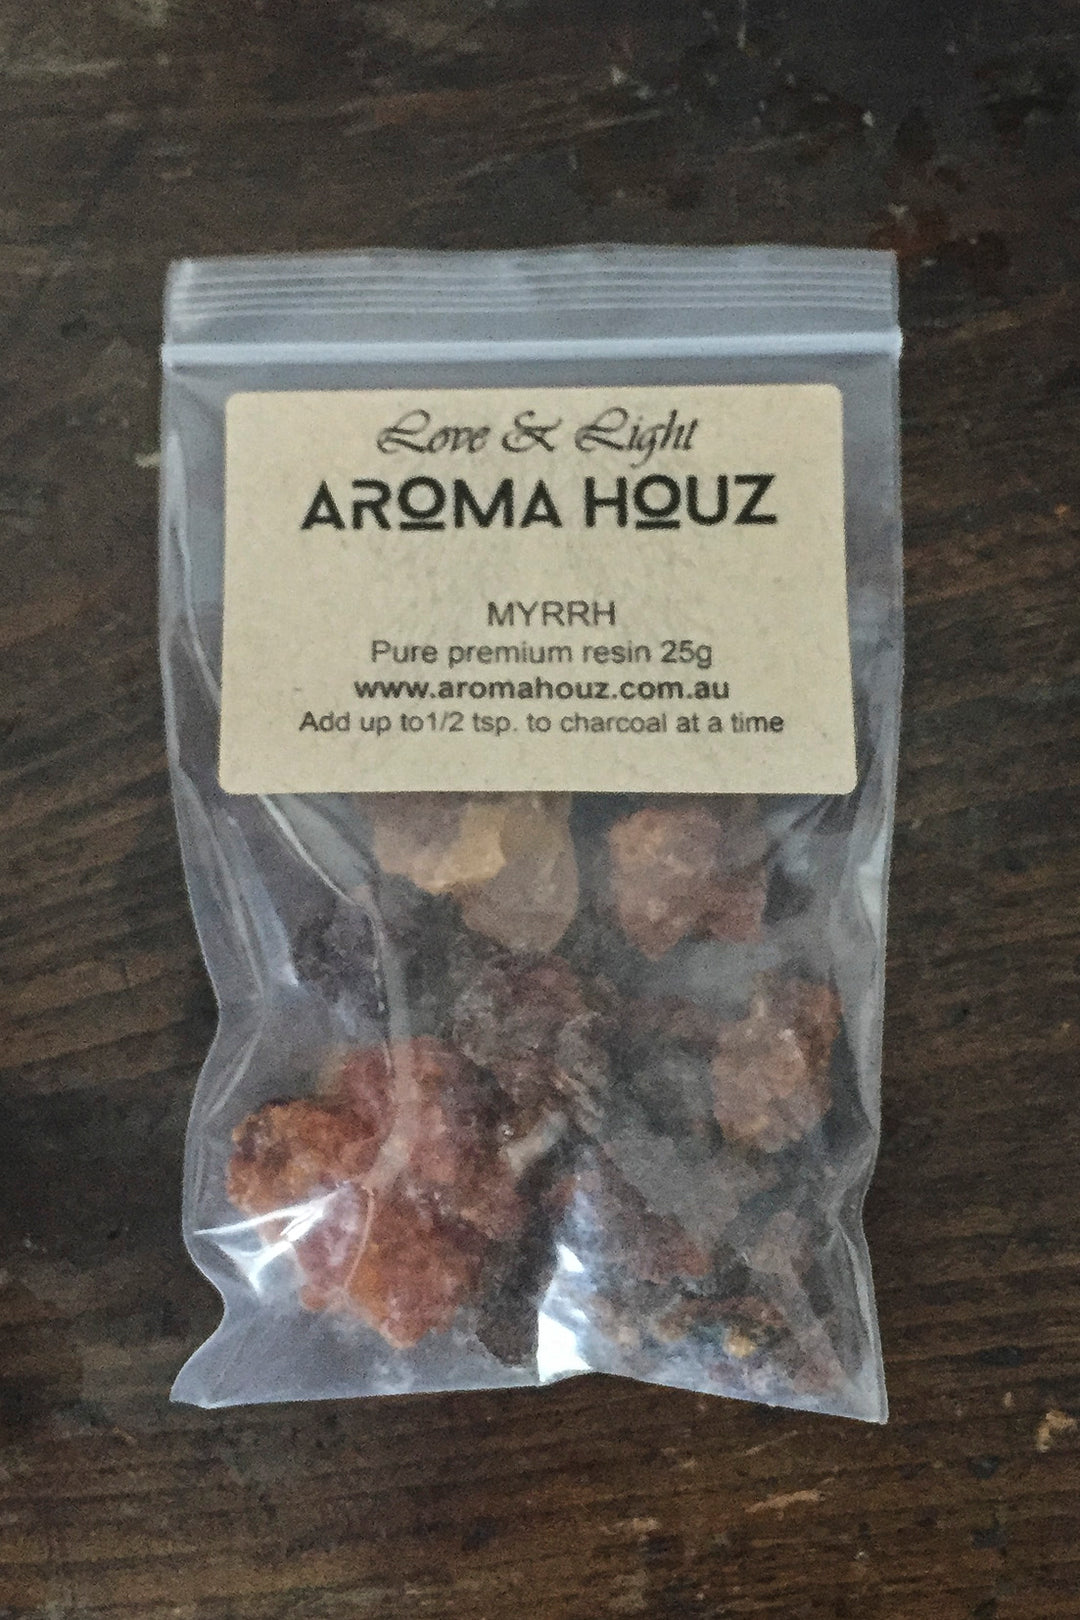 Love & Light
AROMA HOUZ
MYRRH
Pure premium resin 25g
www.aromahouz.com.au
Add up to1/2 tsp. to charcoal at a time